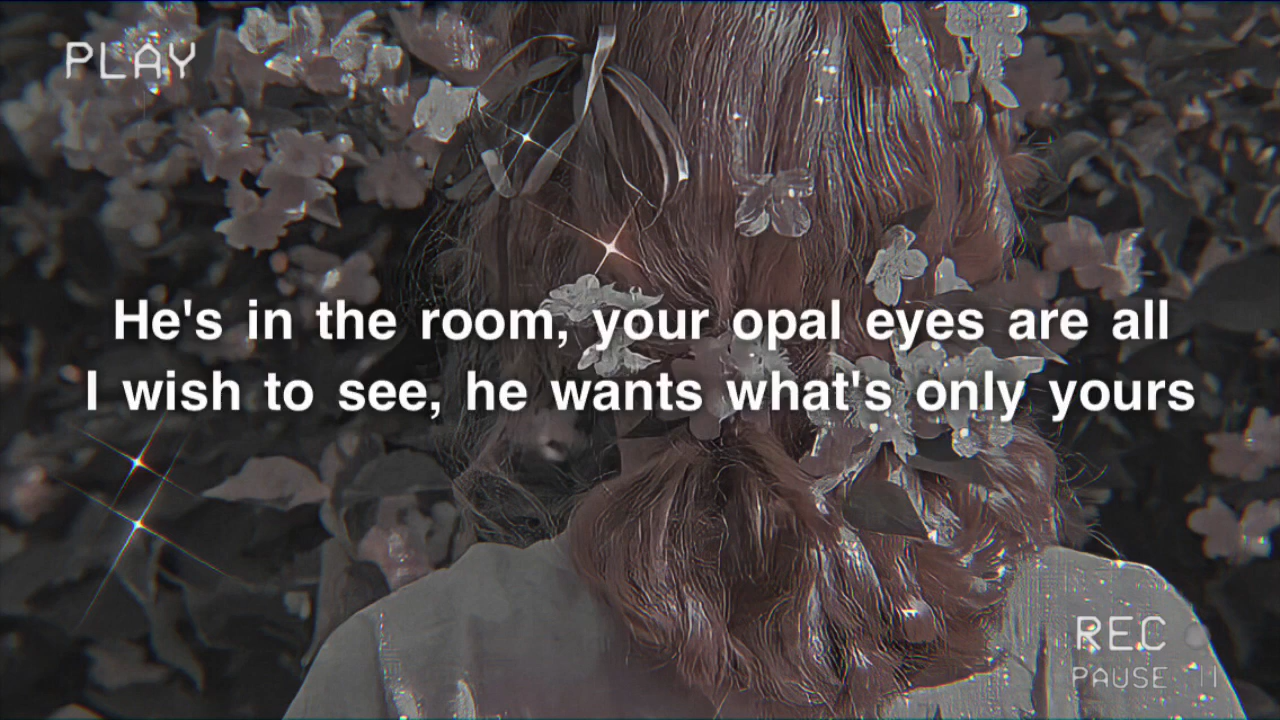 PLAY
He's in the room, your opal eyes are all
I wish to see, he wants what's only yours
REC
PAUSE